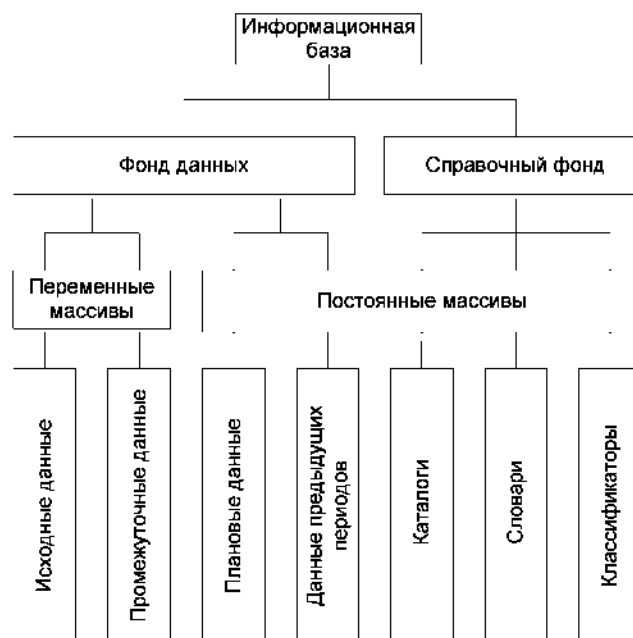 Информационная
база
Фонд данных
Справочный фонд
Переменные
массивы
Постоянные массивы
Исходные данные
Промежуточные данные
Плановые данные
Данные предыдущих
периодов
Каталоги
Словари
Классификаторы